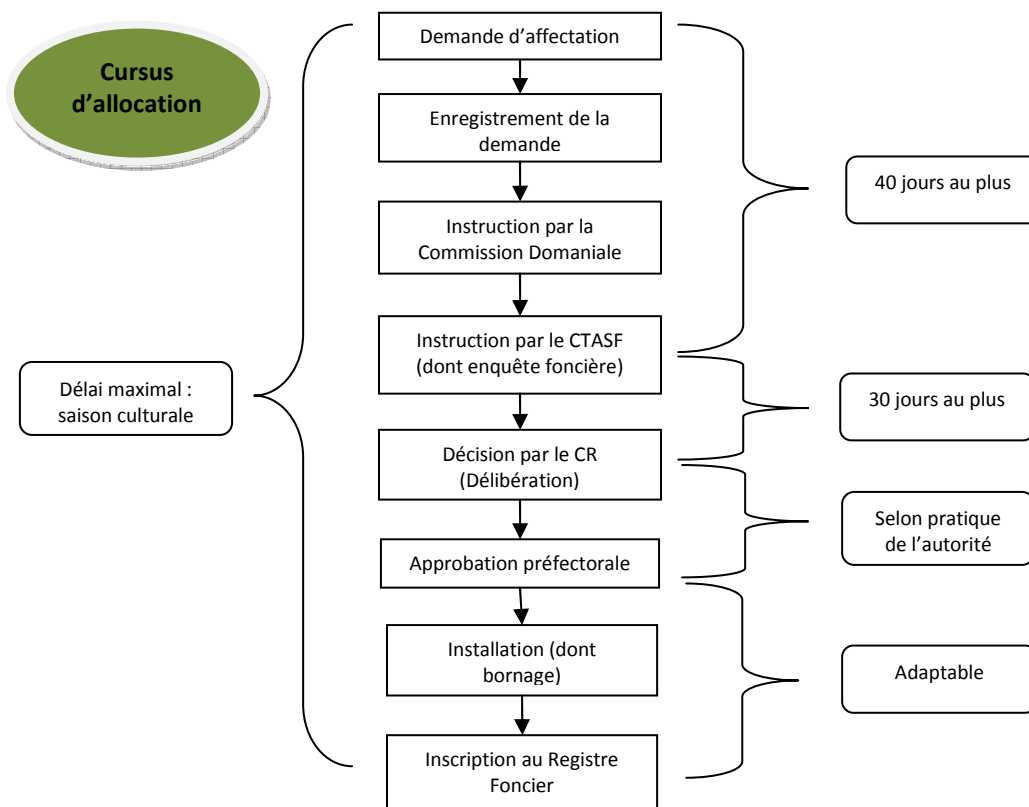 Cursus
d'allocation
Demande d'affectation
Enregistrement de la
demande
Instruction par la
Commission Domaniale
Instruction par le CTASF
(dont enquête foncière)
Décision par le CR
(Délibération)
Approbation préfectorale
Installation (dont
bornage)
Inscription au Registre
Foncier
Délai maximal :
saison culturale
40 jours au plus
30 jours au plus
Selon pratique
de l'autorité
Adaptable